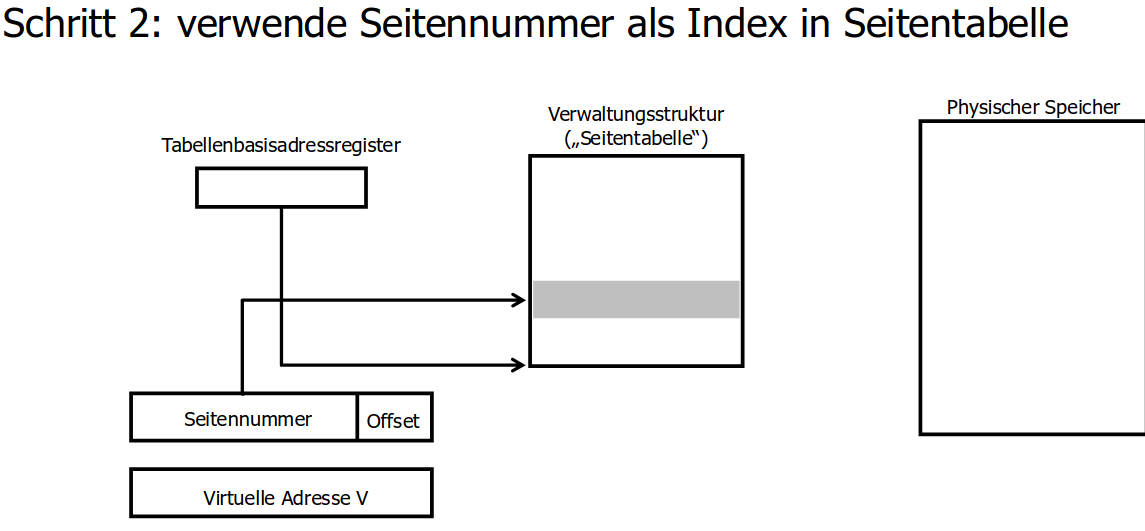 Schritt 2: verwende Seitennummer als Index in Seitentabelle
Physischer Speicher
Verwaltungsstruktur
(„Seitentabelle“)
Tabellenbasisadressregister
Seitennummer
Offset
Virtuelle Adresse V